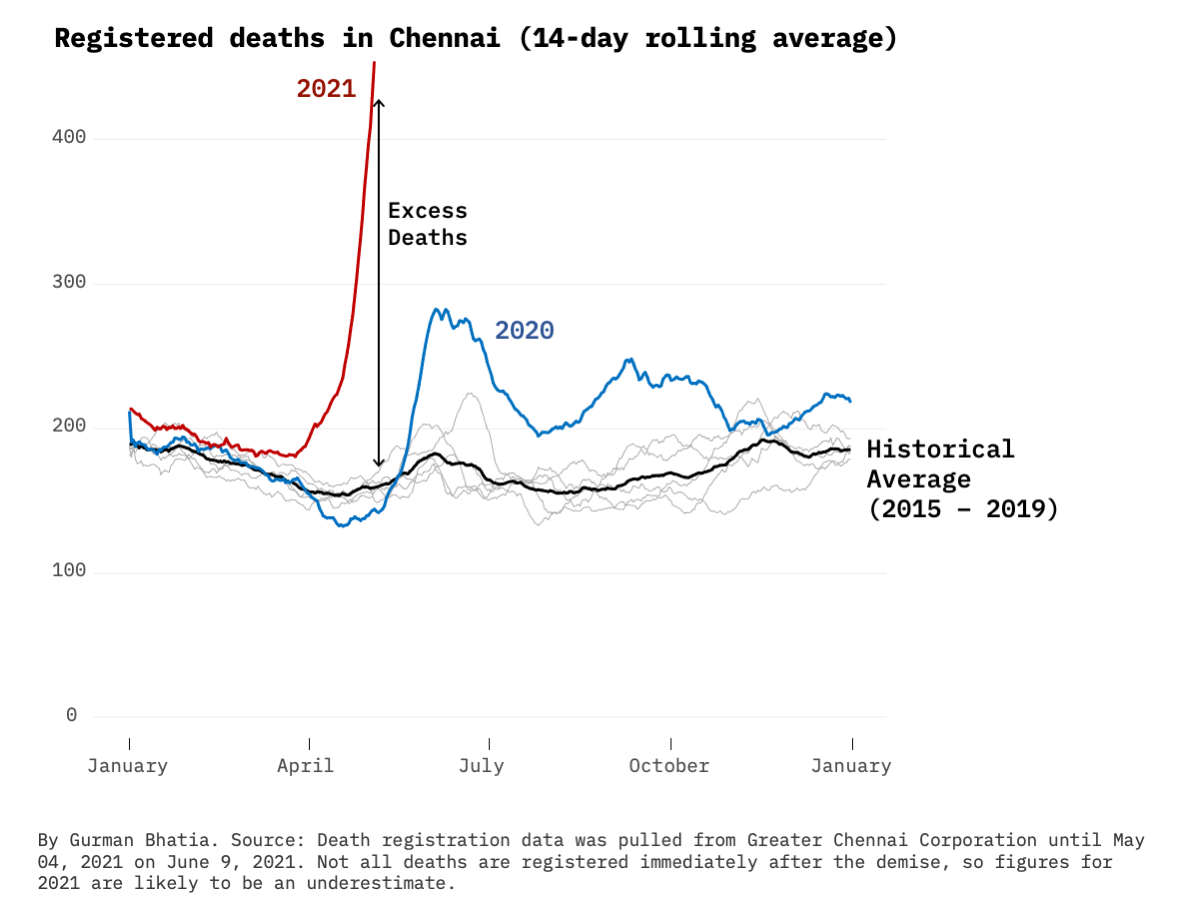 Registered deaths in Chennai (14-day rolling average)
2021
400
Excess
Deaths
300
2020
200
Historical
Average
(2015 – 2019)
100
0
January April July October January
By Gurman Bhatia. Source: Death registration data was pulled from Greater Chennai Corporation until May
04, 2021 on June 9, 2021. Not all deaths are registered immediately after the demise, so figures for
2021 are likely to be an underestimate.